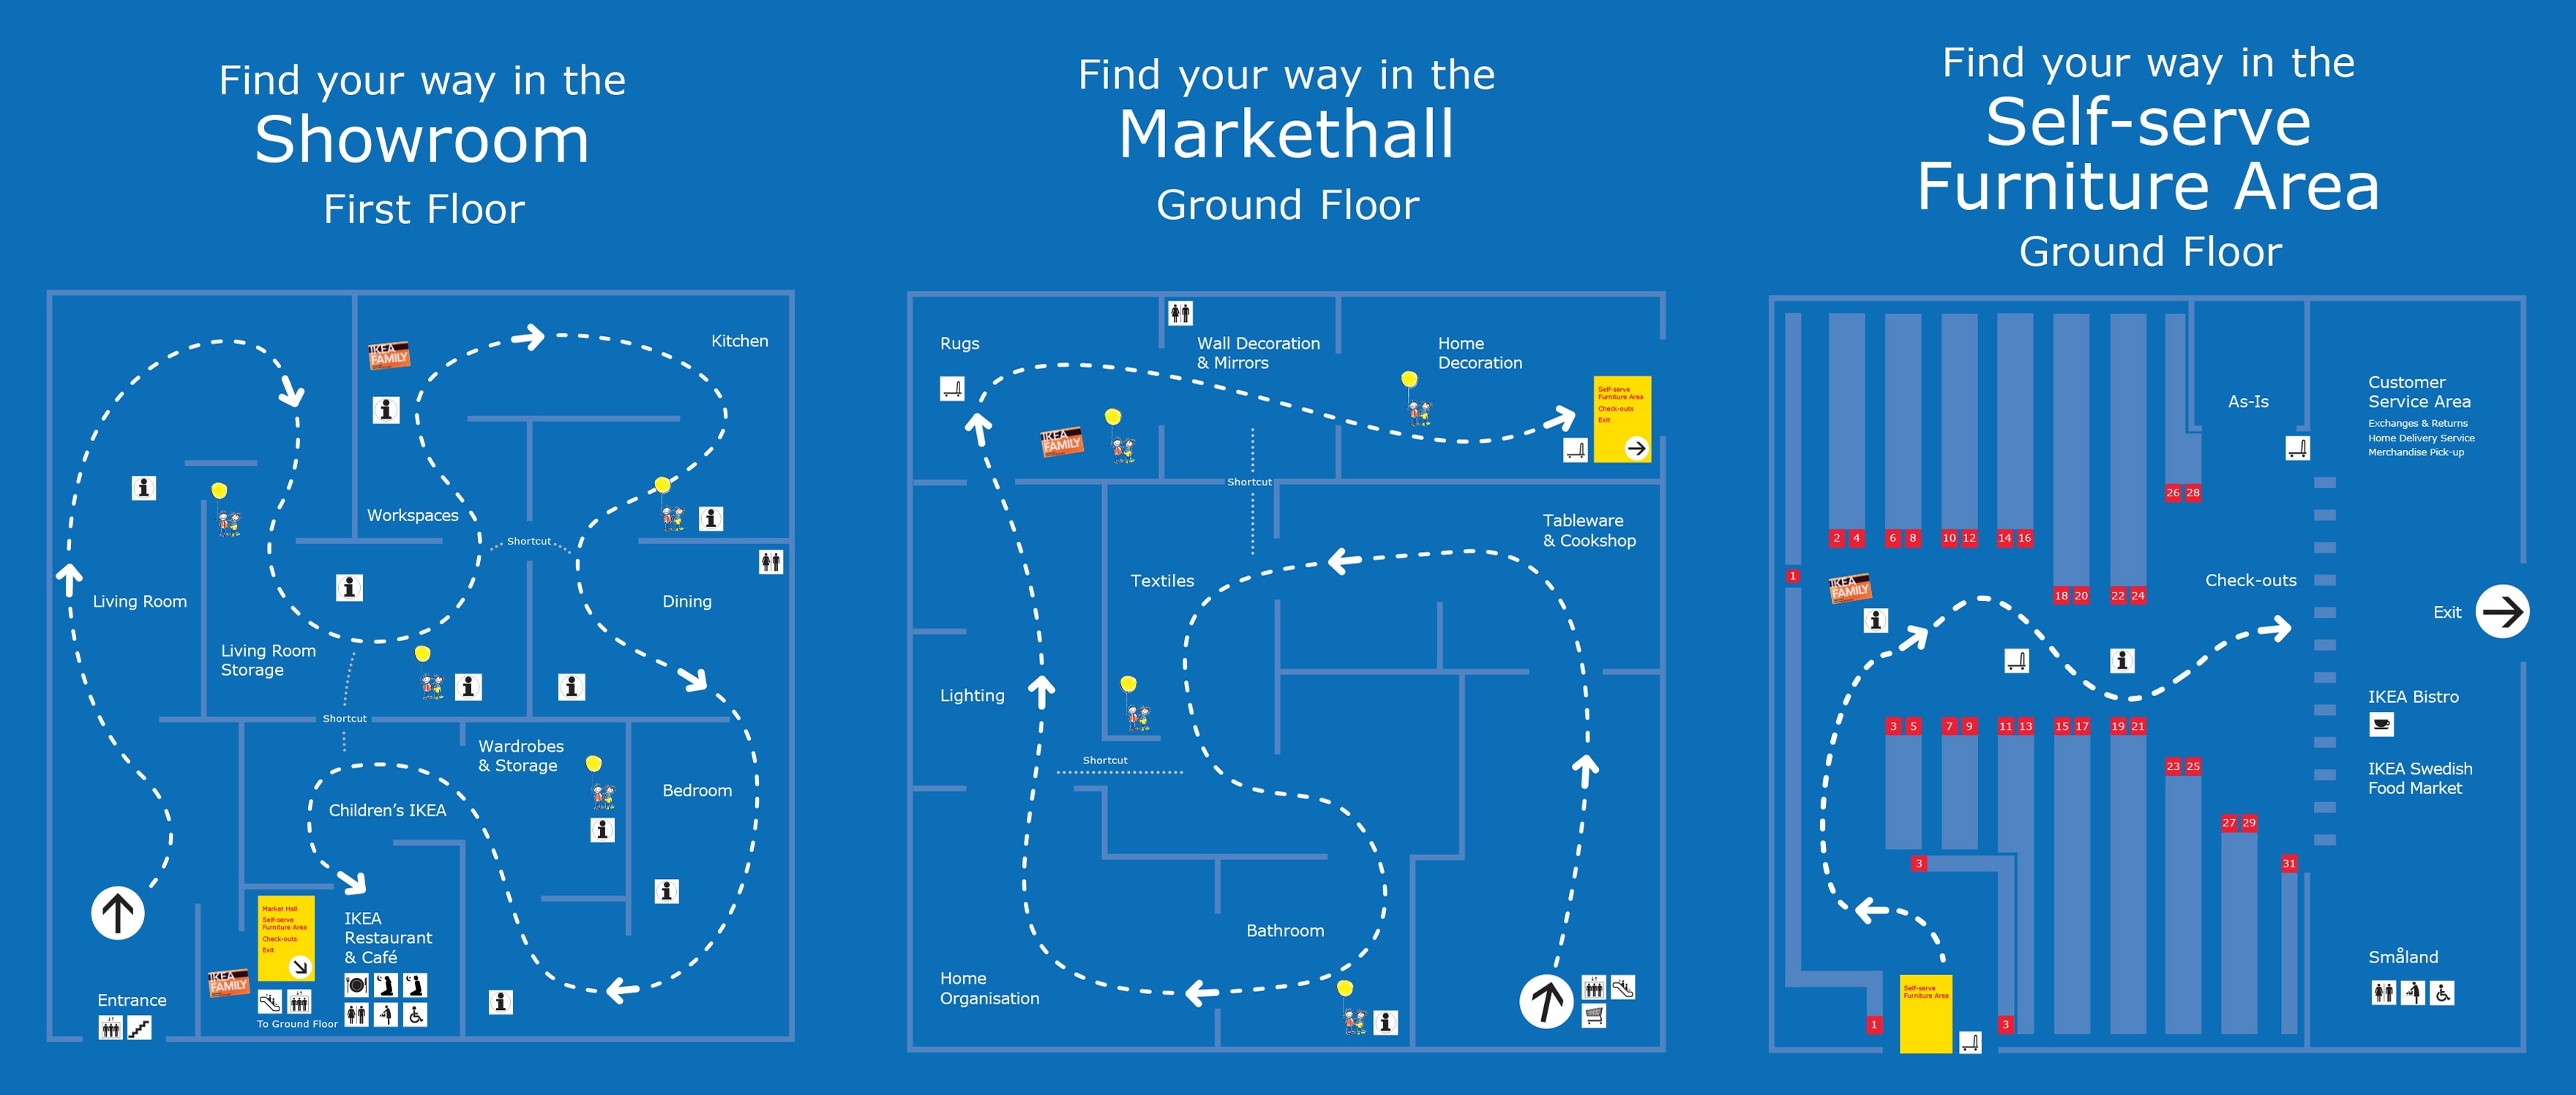 Find your way in the
Showroom
First Floor
Kitchen
IKEA
FAMILY
Workspaces
Shortcut
Living Room
Dining
Living Room
Storage
Shortcut
Wardrobes
& Storage
Bedroom
Children's IKEA
Market Hall
Self-serve
Furniture Area
Check-outs
Exit
IKEA
Restaurant
& Café
IKEA
FAMILY
Entrance
To Ground Floor
Find your way in the
Markethall
Ground Floor
Rugs
Wall Decoration
& Mirrors
Home
Decoration
Self-serve
Furniture Area
Check-outs
Exit
IKEA
FAMILY
Shortcut
Tableware
& Cookshop
Textiles
Lighting
Shortcut
Bathroom
Home
Organisation
Find your way in the
Self-serve
Furniture Area
Ground Floor
Customer
Service Area
Exchanges & Returns
Home Delivery Service
Merchandise Pick-up
As-Is
26 28
2 4 6 8 10 12 14 16
1
IKEA
FAMILY
18 20 22 24
Check-outs
Exit
IKEA Bistro
3 5 7 9 11 13 15 17 19 21
23 25
IKEA Swedish
Food Market
27 29
3
31
Småland
Self-serve
Furniture Area
1
3